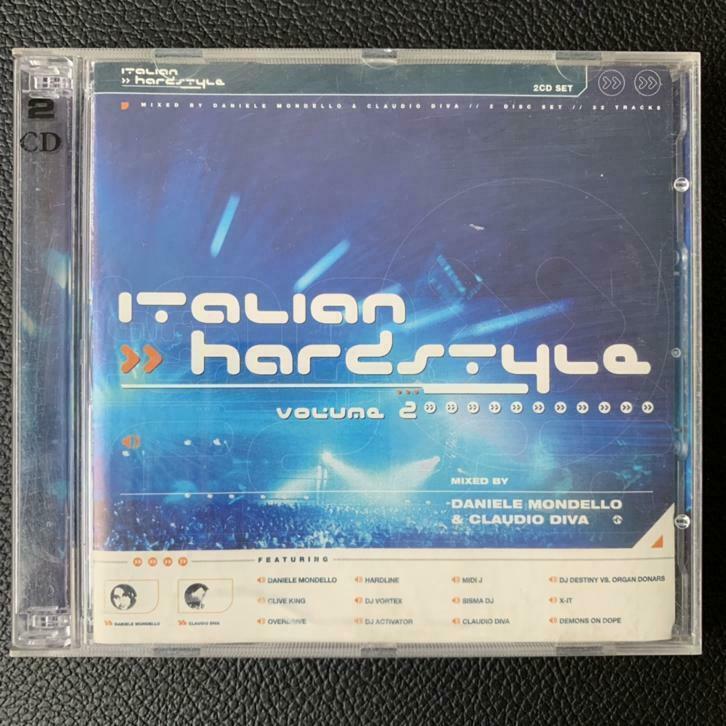 2
CD
ITALIAN
» HARDSTYLE
2CD SET
MIXED BY DANIELE MONDELLO & CLAUDIO DIVA // 2 DISC SET // 22 TRACKS
ITALIAN
» HARDSTYLE
VOLUME 2
MIXED BY
DANIELE MONDELLO
& CLAUDIO DIVA
FEATURING
DANIELE MONDELLO HARDLINE MIDI J DJ DESTINY VS. ORGAN DONARS
CLIVE KING DJ VORTEX SISMA DJ X-IT
OVERDRIVE DJ ACTIVATOR CLAUDIO DIVA DEMONS ON DOPE
DANIELE MONDELLO CLAUDIO DIVA